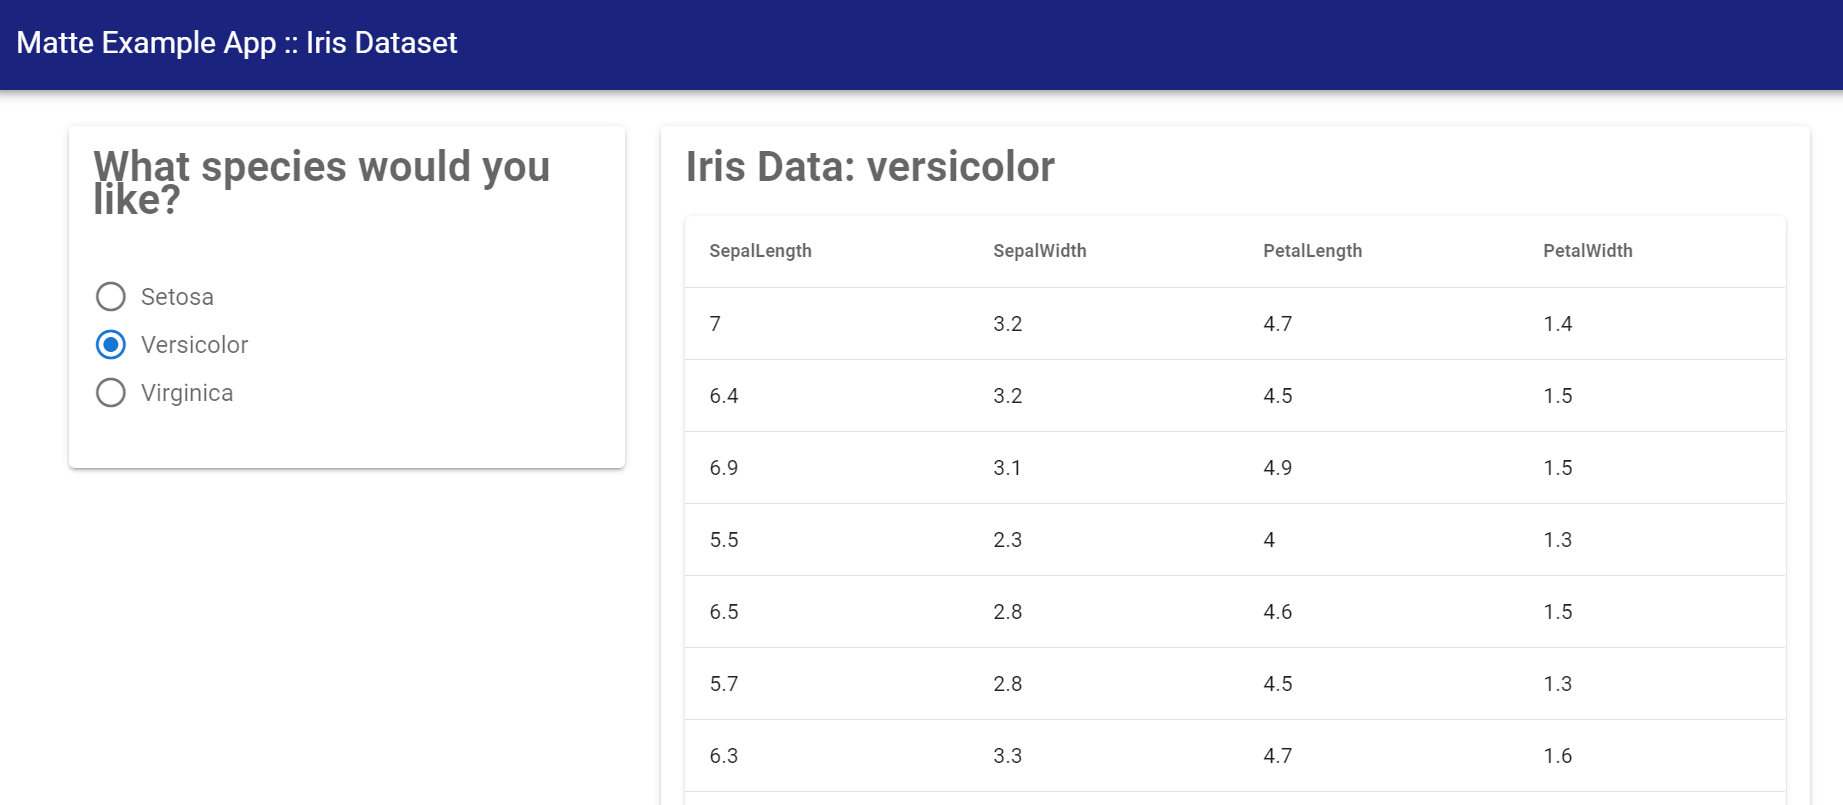 Matte Example App :: Iris Dataset
What species would you
like?
Setosa
Versicolor
Virginica
Iris Data: versicolor
SepalLength SepalWidth PetalLength PetalWidth
7 3.2 4.7 1.4
6.4 3.2 4.5 1.5
6.9 3.1 4.9 1.5
5.5 2.3 4 1.3
6.5 2.8 4.6 1.5
5.7 2.8 4.5 1.3
6.3 3.3 4.7 1.6